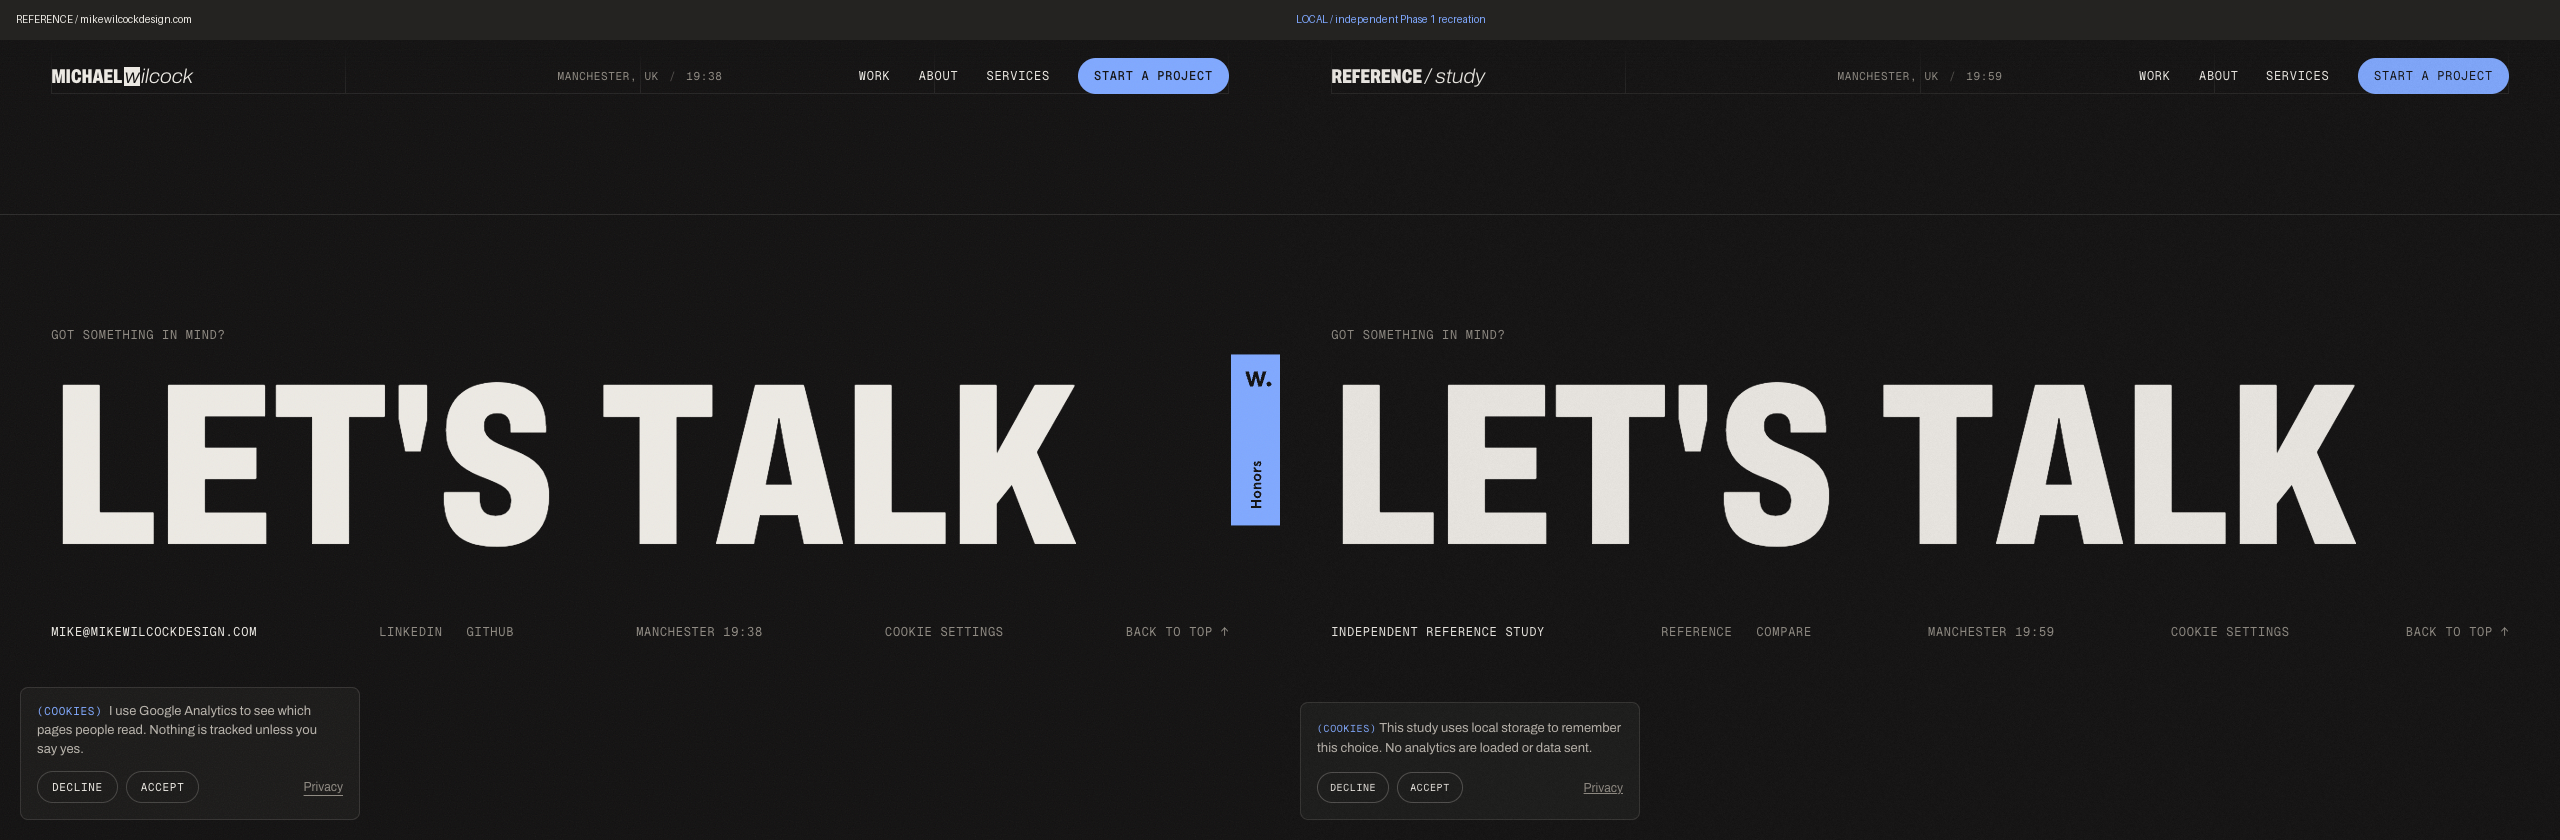 REFERENCE / mikewilcockdesign.com
LOCAL / independent Phase 1 recreation
MICHAELwilcock
MANCHESTER, UK / 19:38
WORK ABOUT SERVICES START A PROJECT
GOT SOMETHING IN MIND?
LET'S TALK
W.
Honors
MIKE@MIKEWILCOCKDESIGN.COM LINKEDIN GITHUB MANCHESTER 19:38 COOKIE SETTINGS BACK TO TOP ↑
(COOKIES) I use Google Analytics to see which
pages people read. Nothing is tracked unless you
say yes.
DECLINE ACCEPT Privacy
REFERENCE / study
MANCHESTER, UK / 19:59
WORK ABOUT SERVICES START A PROJECT
GOT SOMETHING IN MIND?
LET'S TALK
INDEPENDENT REFERENCE STUDY REFERENCE COMPARE MANCHESTER 19:59 COOKIE SETTINGS BACK TO TOP ↑
(COOKIES) This study uses local storage to remember
this choice. No analytics are loaded or data sent.
DECLINE ACCEPT Privacy